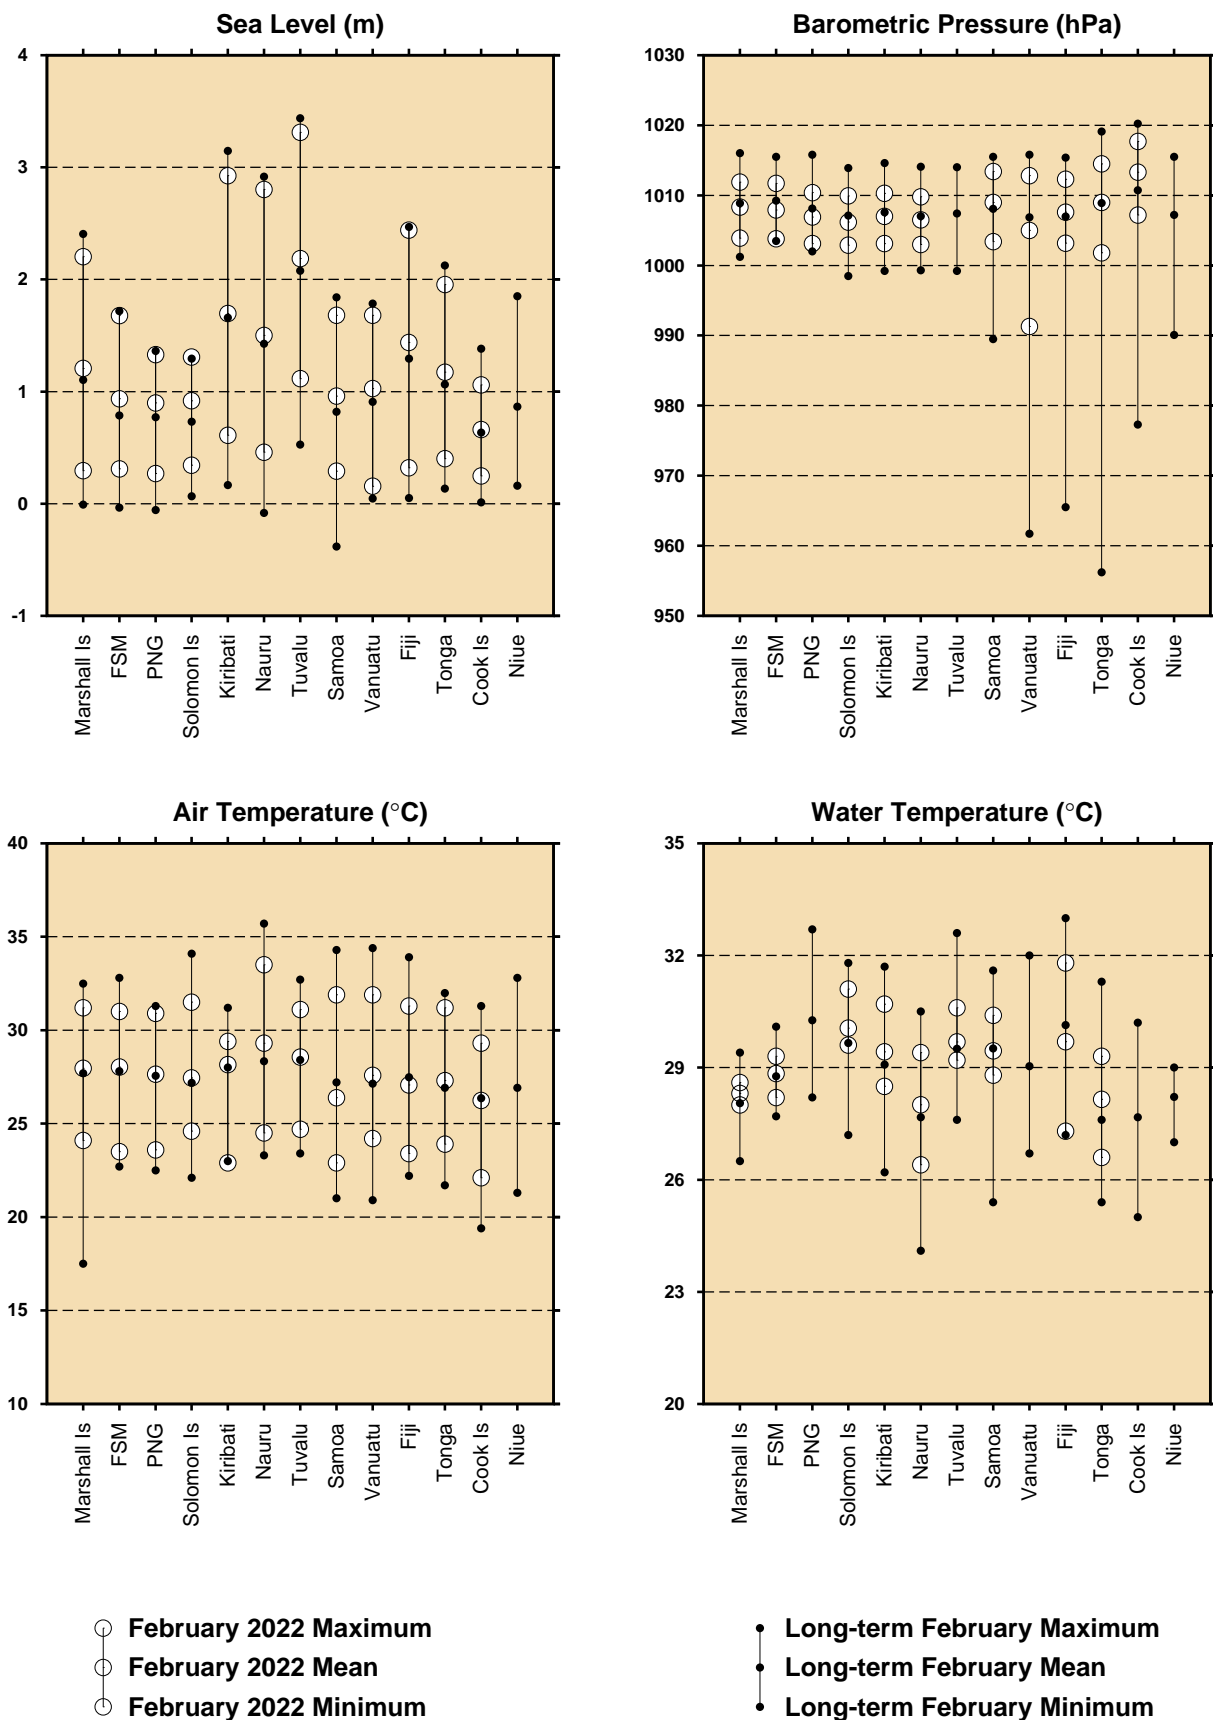 Sea Level (m)
4
3
2
1
0
-1
Marshall Is
FSM
PNG
Solomon Is
Kiribati
Nauru
Tuvalu
Samoa
Vanuatu
Fiji
Tonga
Cook Is
Niue
Barometric Pressure (hPa)
1030
1020
1010
1000
990
980
970
960
950
Marshall Is
FSM
PNG
Solomon Is
Kiribati
Nauru
Tuvalu
Samoa
Vanuatu
Fiji
Tonga
Cook Is
Niue
Air Temperature (°C)
40
35
30
25
20
15
10
Marshall Is
FSM
PNG
Solomon Is
Kiribati
Nauru
Tuvalu
Samoa
Vanuatu
Fiji
Tonga
Cook Is
Niue
Water Temperature (°C)
35
32
29
26
23
20
Marshall Is
FSM
PNG
Solomon Is
Kiribati
Nauru
Tuvalu
Samoa
Vanuatu
Fiji
Tonga
Cook Is
Niue
February 2022 Maximum
February 2022 Mean
February 2022 Minimum
Long-term February Maximum
Long-term February Mean
Long-term February Minimum